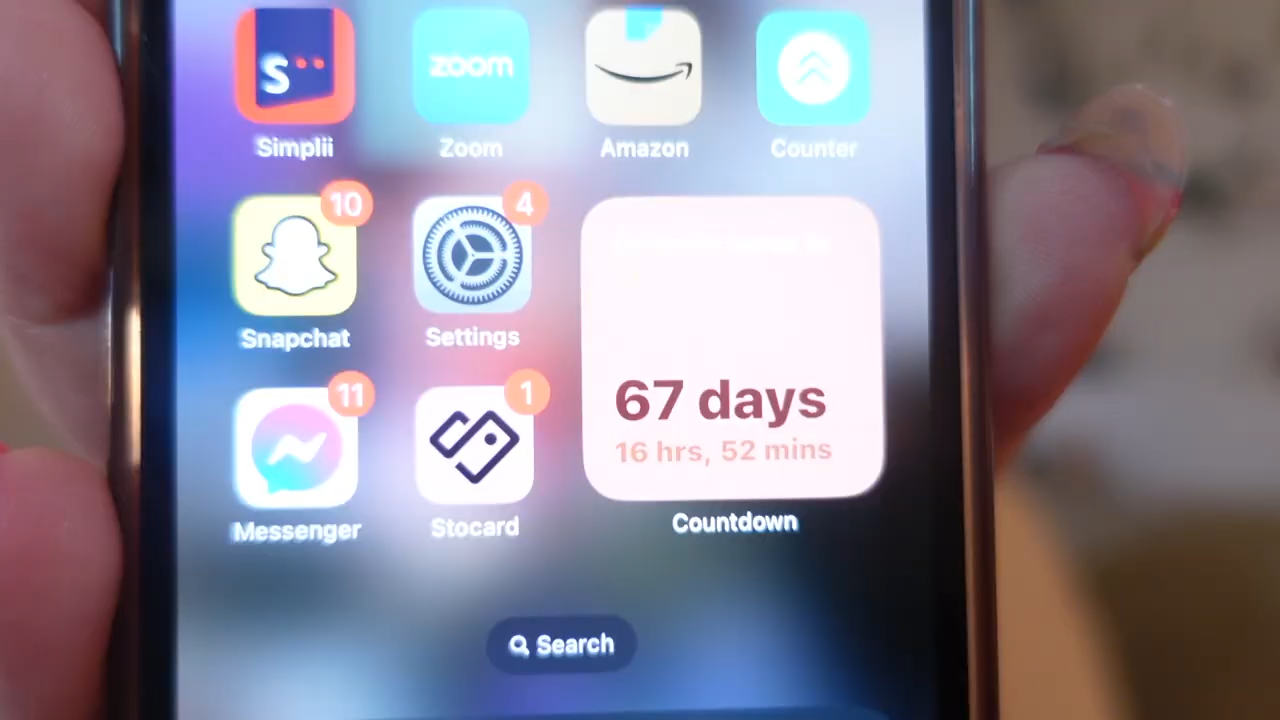 S
zoom
Simplii
Zoom
Amazon
Counter
10
4
Snapchat
Settings
67 days
16 hrs, 52 mins
11
1
Messenger
Stocard
Countdown
Search